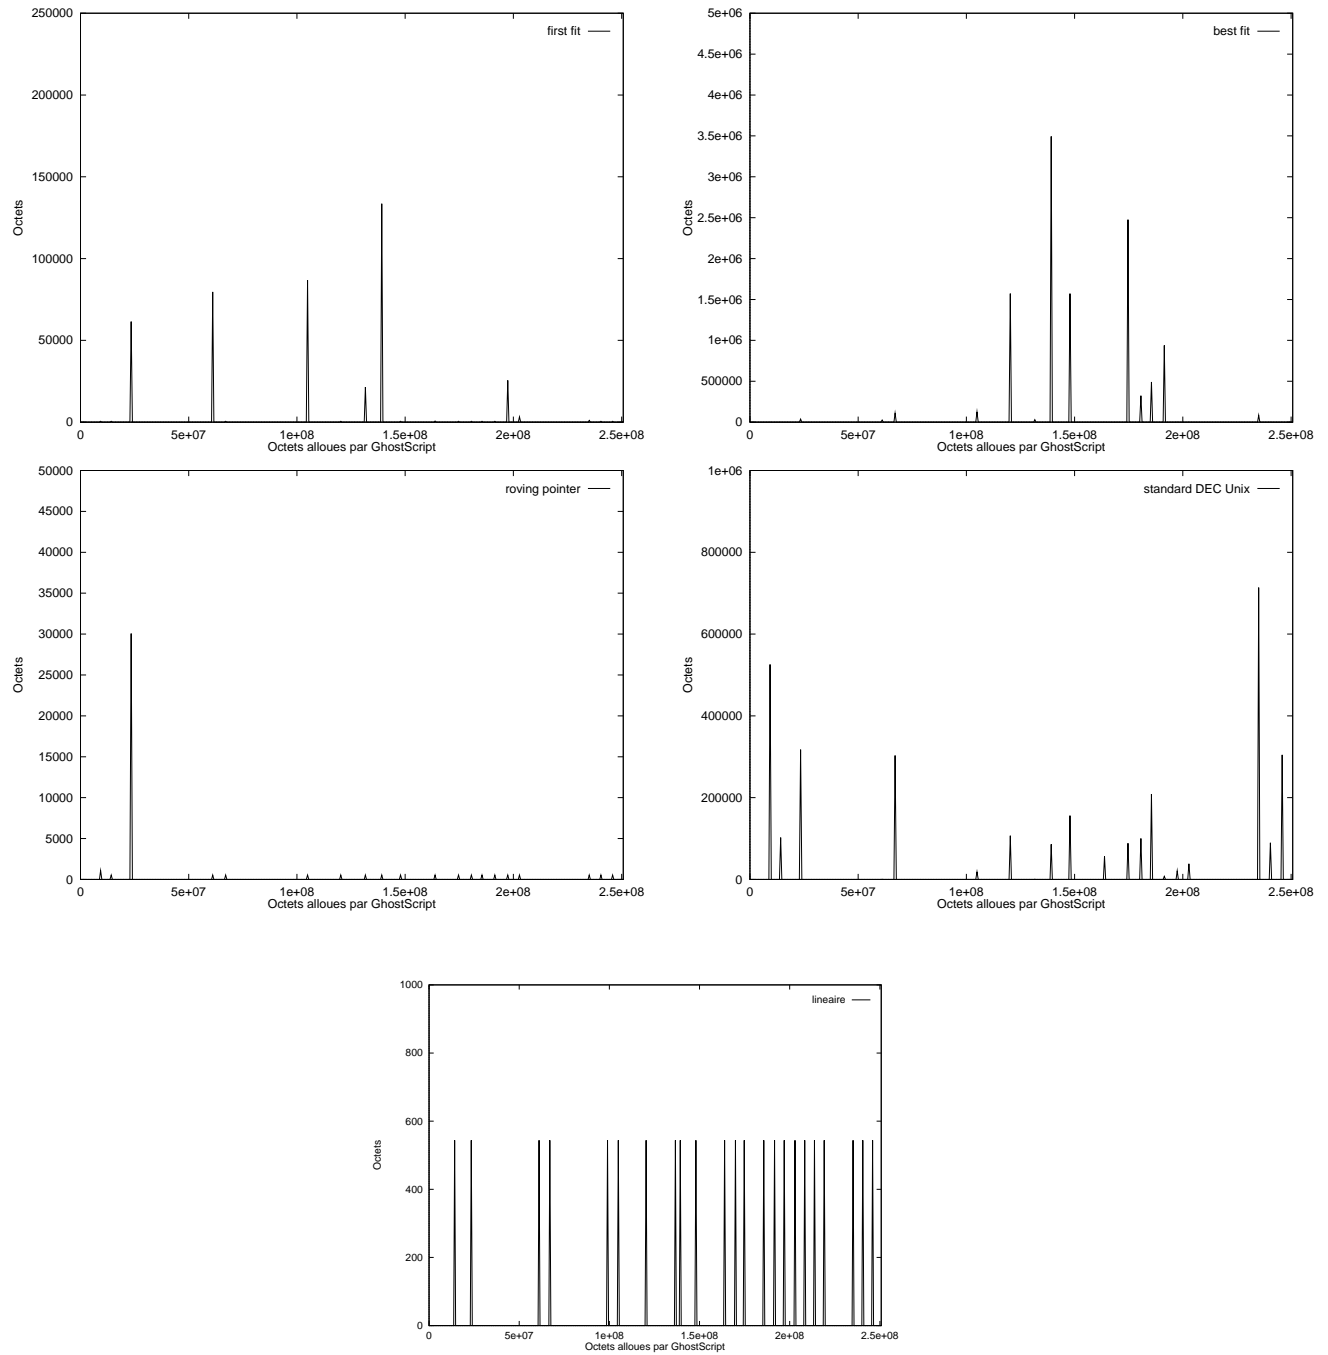 250000
first fit
200000
150000
Octets
100000
50000
0
0 5e+07 1e+08 1.5e+08 2e+08 2.5e+08
Octets alloues par GhostScript
5e+06
best fit
4.5e+06
4e+06
3.5e+06
3e+06
Octets
2.5e+06
2e+06
1.5e+06
1e+06
500000
0
0 5e+07 1e+08 1.5e+08 2e+08 2.5e+08
Octets alloues par GhostScript
50000
roving pointer
45000
40000
35000
30000
Octets
25000
20000
15000
10000
5000
0
0 5e+07 1e+08 1.5e+08 2e+08 2.5e+08
Octets alloues par GhostScript
1e+06
standard DEC Unix
800000
600000
Octets
400000
200000
0
0 5e+07 1e+08 1.5e+08 2e+08 2.5e+08
Octets alloues par GhostScript
1000
lineaire
800
600
Octets
400
200
0
0 5e+07 1e+08 1.5e+08 2e+08 2.5e+08
Octets alloues par GhostScript